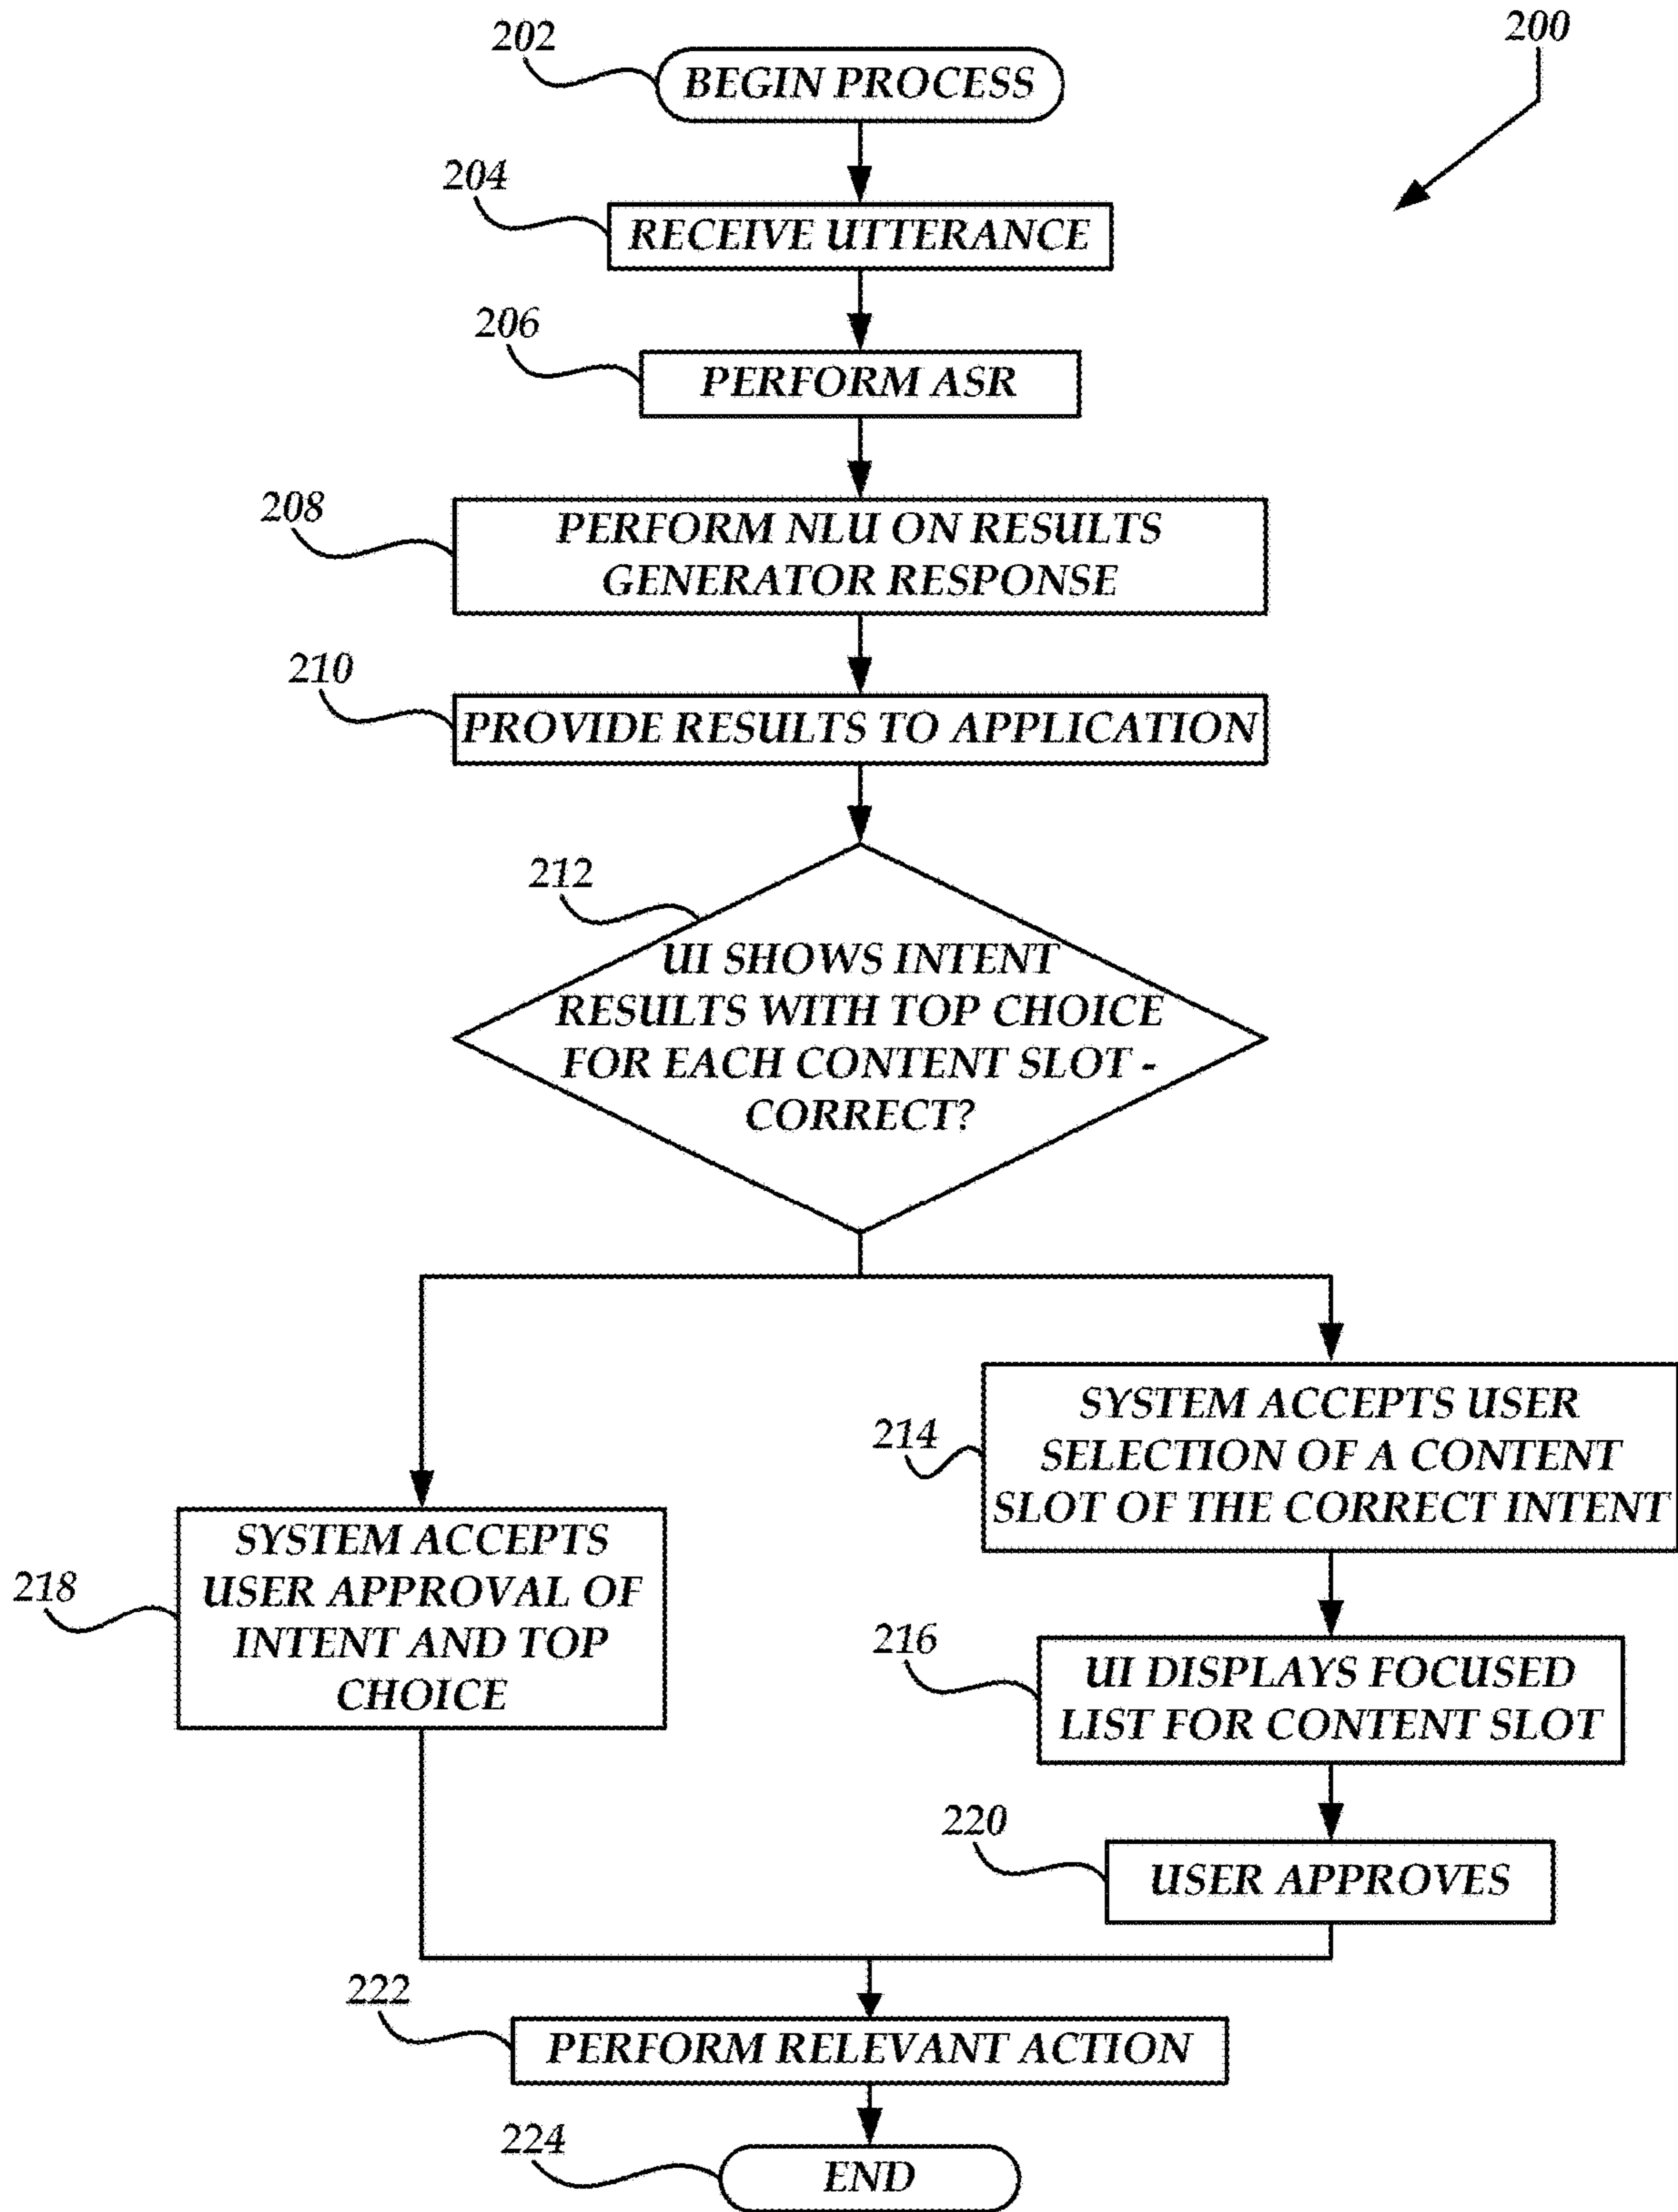 200
202
BEGIN PROCESS
204
RECEIVE UTTERANCE
206
PERFORM ASR
208
PERFORM NLU ON RESULTS
GENERATOR RESPONSE
210
PROVIDE RESULTS TO APPLICATION
212
UI SHOWS INTENT
RESULTS WITH TOP CHOICE
FOR EACH CONTENT SLOT -
CORRECT?
214
SYSTEM ACCEPTS USER
SELECTION OF A CONTENT
SLOT OF THE CORRECT INTENT
218
SYSTEM ACCEPTS
USER APPROVAL OF
INTENT AND TOP
CHOICE
216
UI DISPLAYS FOCUSED
LIST FOR CONTENT SLOT
220
USER APPROVES
222
PERFORM RELEVANT ACTION
224
END